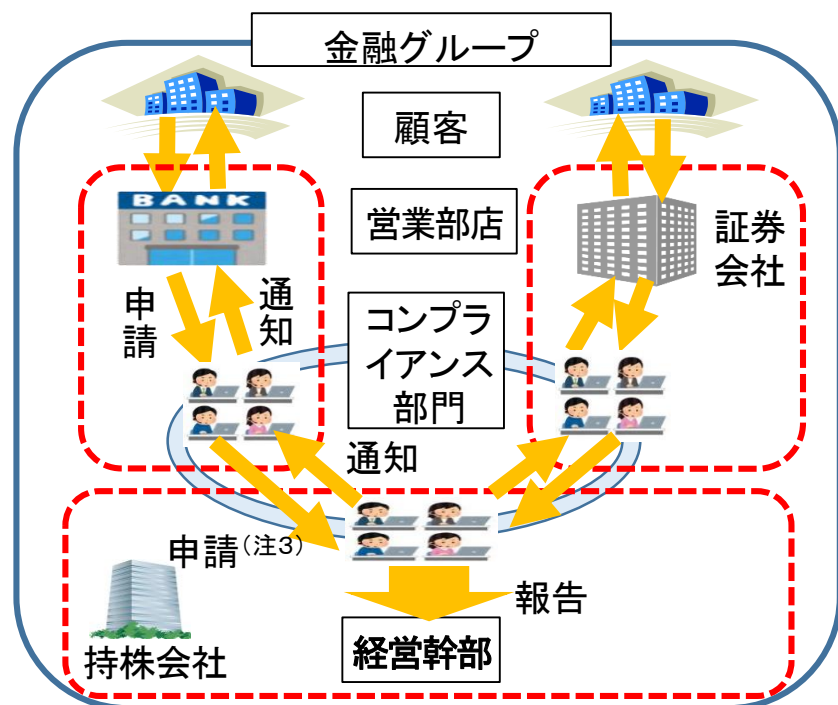 金融グループ
顧客
BANK
営業部店
証券
会社
申請
通知
コンプラ
イアンス
部門
通知
申請(注3)
報告
持株会社
経営幹部